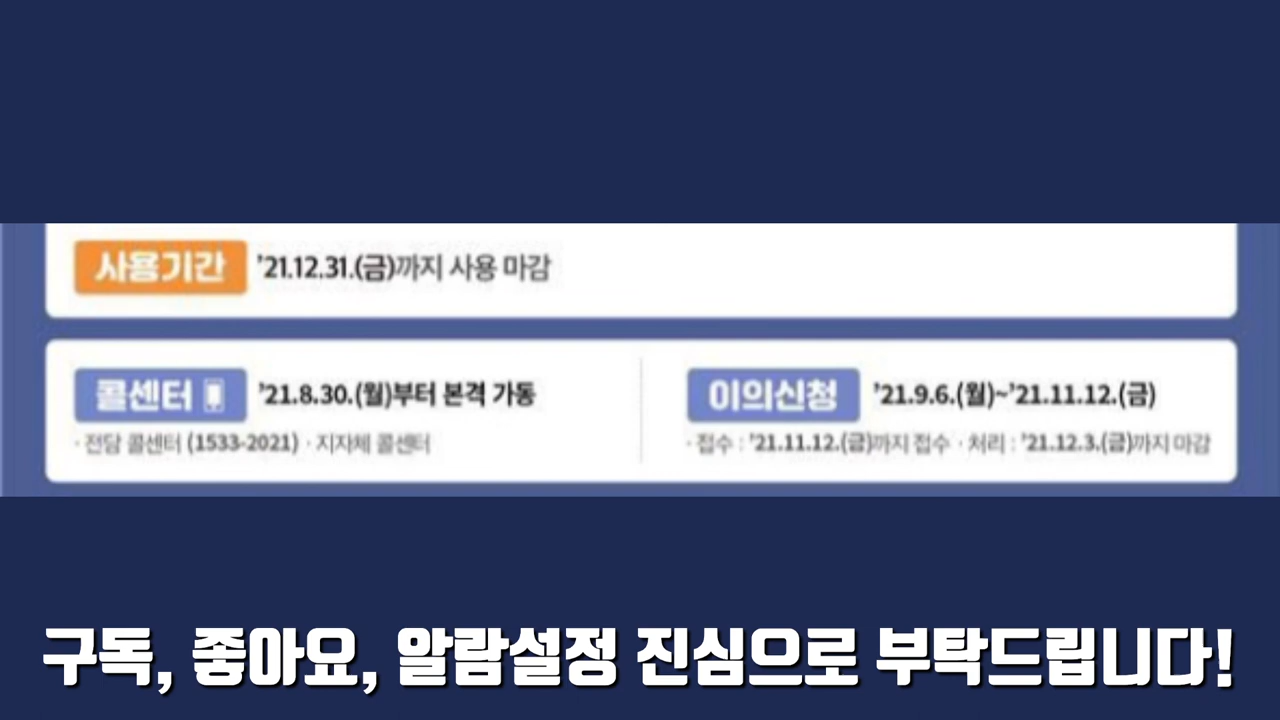 사용기간 '21.12.31.(금)까지 사용 마감
콜센터 '21.8.30.(월)부터 본격 가동
· 전담 콜센터 (1533-2021) · 지자체 콜센터
이의신청 '21.9.6.(월)~'21.11.12.(금)
· 접수 : '21.11.12.(금)까지 접수 · 처리 : '21.12.3.(금)까지 마감
구독, 좋아요, 알람설정 진심으로 부탁드립니다!